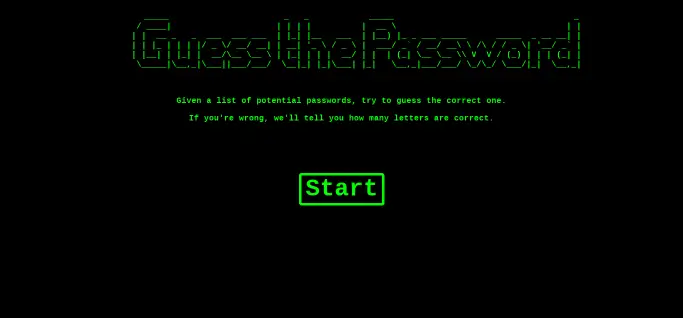 Guess the Password
Given a list of potential passwords, try to guess the correct one.
If you're wrong, we'll tell you how many letters are correct.
Start